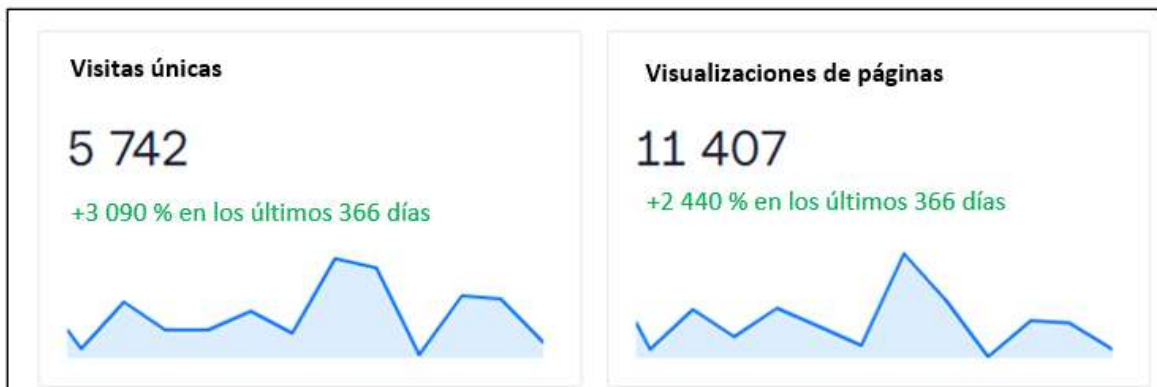 Visitas únicas
5 742
+3 090 % en los últimos 366 días
Visualizaciones de páginas
11 407
+2 440 % en los últimos 366 días